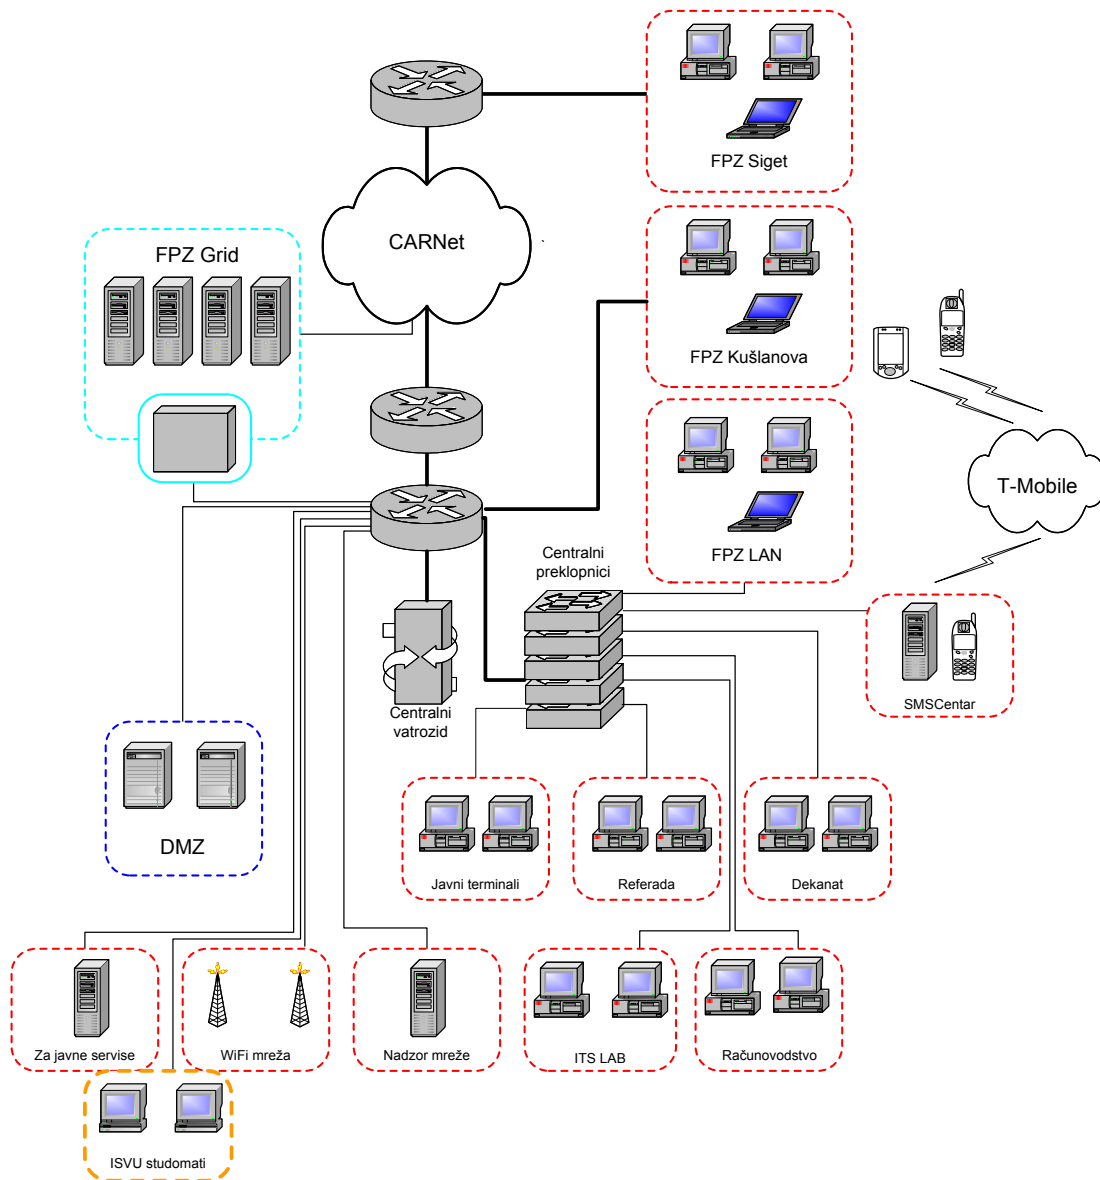 FPZ Siget
CARNet
FPZ Grid
FPZ Kušlanova
T-Mobile
FPZ LAN
Centralni
preklopnici
SMSCentar
Centralni
vatrozid
DMZ
Javni terminali
Referada
Dekanat
Za javne servise
WiFi mreža
Nadzor mreže
ITS LAB
Računovodstvo
ISVU studomati